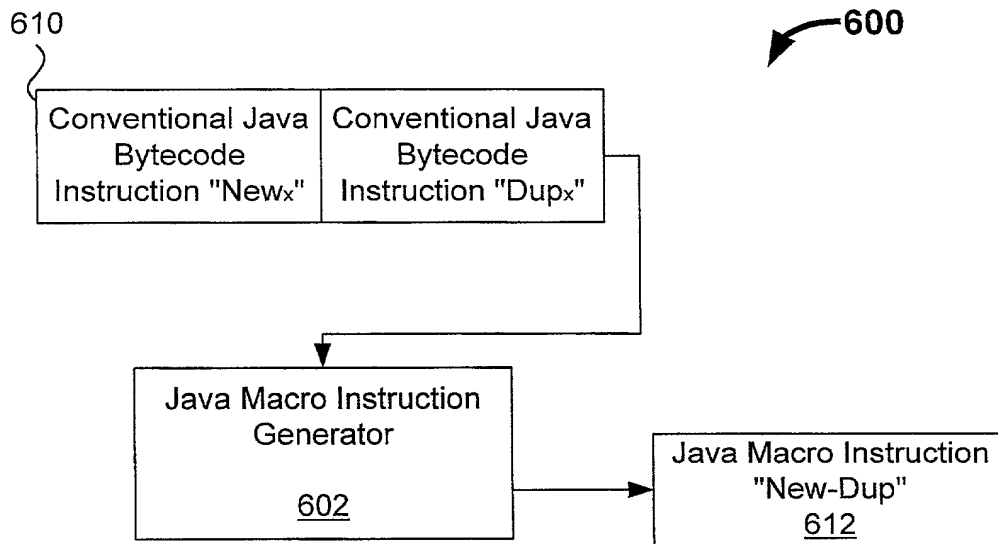 610
600
Conventional Java
Bytecode
Instruction "Newx"
Conventional Java
Bytecode
Instruction "Dupx"
Java Macro Instruction
Generator
602
Java Macro Instruction
"New-Dup"
612